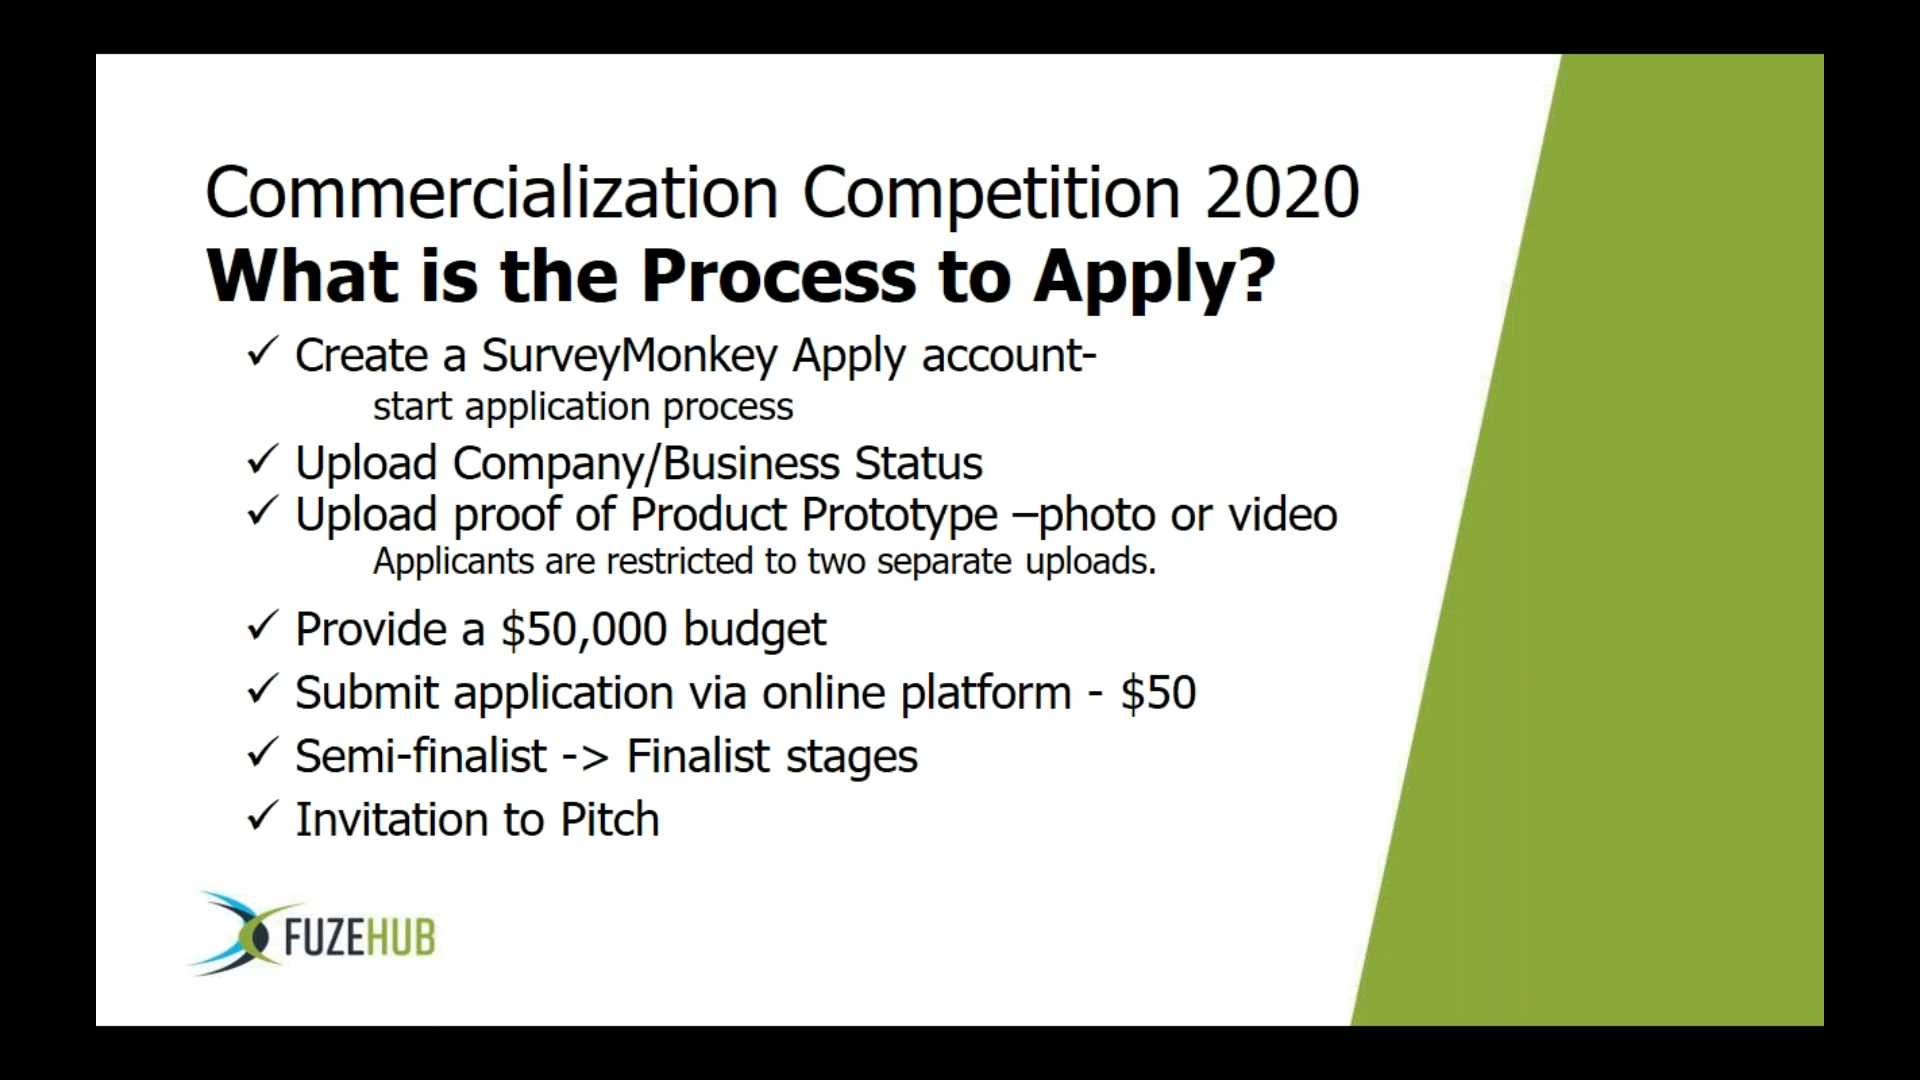 Commercialization Competition 2020
What is the Process to Apply?
✓ Create a SurveyMonkey Apply account-
start application process
✓ Upload Company/Business Status
✓ Upload proof of Product Prototype –photo or video
Applicants are restricted to two separate uploads.
✓ Provide a $50,000 budget
✓ Submit application via online platform - $50
✓ Semi-finalist -> Finalist stages
✓ Invitation to Pitch
FUZEHUB